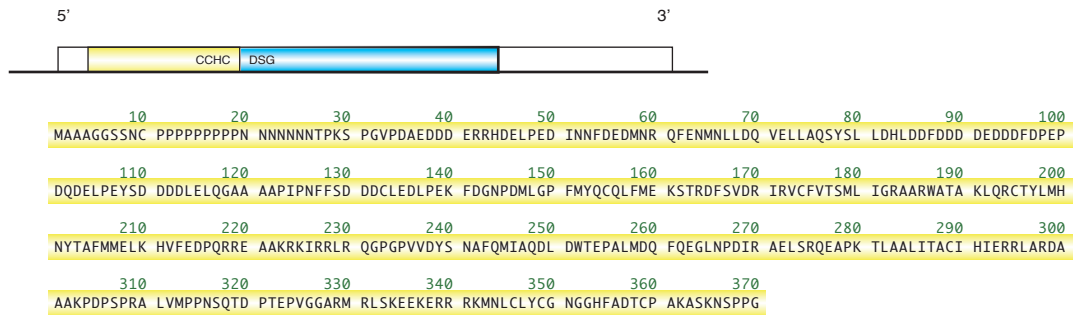 5’ 3’
CCHC DSG
10 20 30 40 50 60 70 80 90 100
MAAAGGSSNC PPPPPPPPPN NNNNNNTPKS PGVPDAEDDD ERRHDELPED INNFDEDMNR QFENMNLLDQ VELLAQSYSL LDHLDDFDDD DEDDDFDPEP
110 120 130 140 150 160 170 180 190 200
DQDELPEYSD DDDLELQGAA AAPIPNFFSD DDCLEDLPEK FDGNPDMLGP FMYQCQLFME KSTRDFSVDR IRVCFVTSML IGRAARWATA KLQRCTYLMH
210 220 230 240 250 260 270 280 290 300
NYTAFMMELK HVFEDPQRRE AAKRKIRRLR QGPGPVVDYS NAFQMIAQDL DWTEPALMDQ FQEGLNPDIR AELSRQEAPK TLAALITACI HIERRLARDA
310 320 330 340 350 360 370
AAKPDPSPRA LVMPPNSQTD PTEPVGGARM RLSKEEKERR RKMNLCLYCG NGGHFADTCP AKASKNSPPG